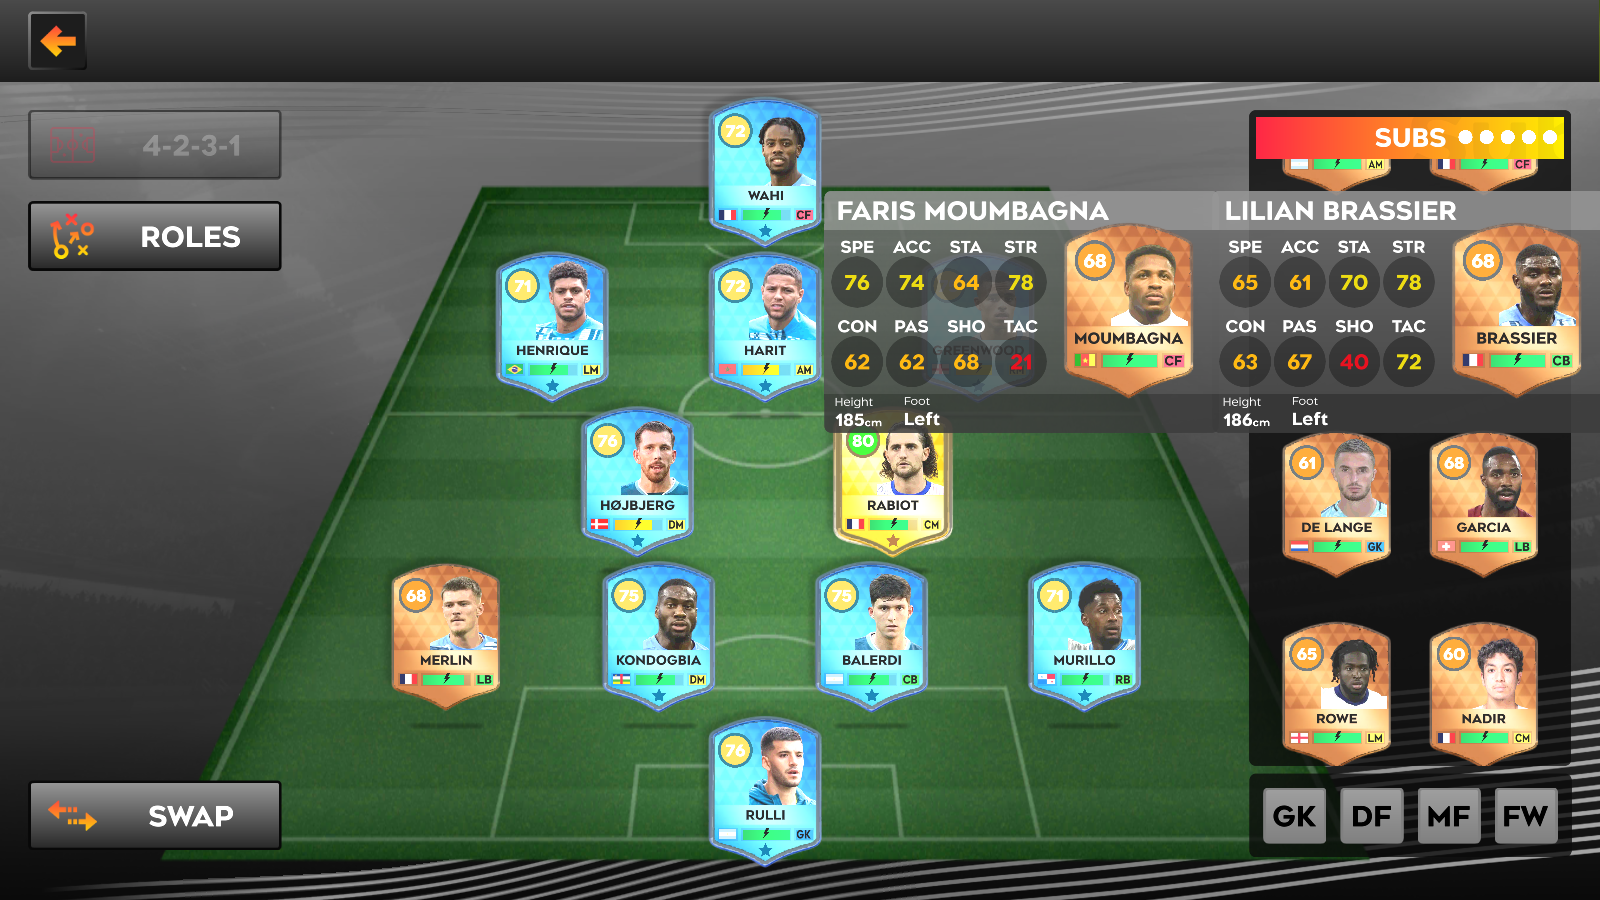 4-2-3-1
ROLES
SWAP
SUBS
AM
CF
72
WAHI
CF
71
HENRIQUE
LM
72
HARIT
AM
GREENWOOD
FARIS MOUMBAGNA
SPE ACC STA STR
76 74 64 78
CON PAS SHO TAC
62 62 68 21
Height Foot
185cm Left
68
MOUMBAGNA
CF
LILIAN BRASSIER
SPE ACC STA STR
65 61 70 78
CON PAS SHO TAC
63 67 40 72
Height Foot
186cm Left
68
BRASSIER
CB
76
HØJBJERG
DM
80
RABIOT
CM
61
DE LANGE
GK
68
GARCIA
LB
68
MERLIN
LB
75
KONDOGBIA
DM
75
BALERDI
CB
71
MURILLO
RB
65
ROWE
LM
60
NADIR
CM
76
RULLI
GK
GK DF MF FW